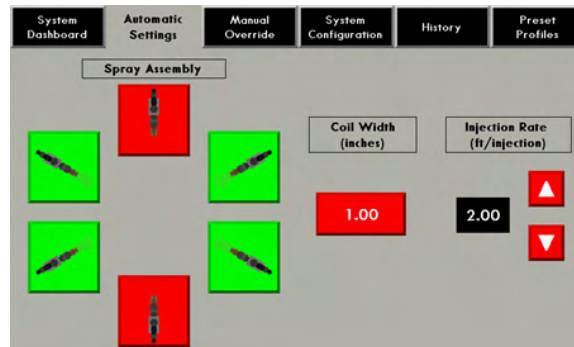 System
Dashboard
Automatic
Settings
Manual
Override
System
Configuration
History
Preset
Profiles
Spray Assembly
Coil Width
(inches)
Injection Rate
(ft/injection)
1.00
2.00